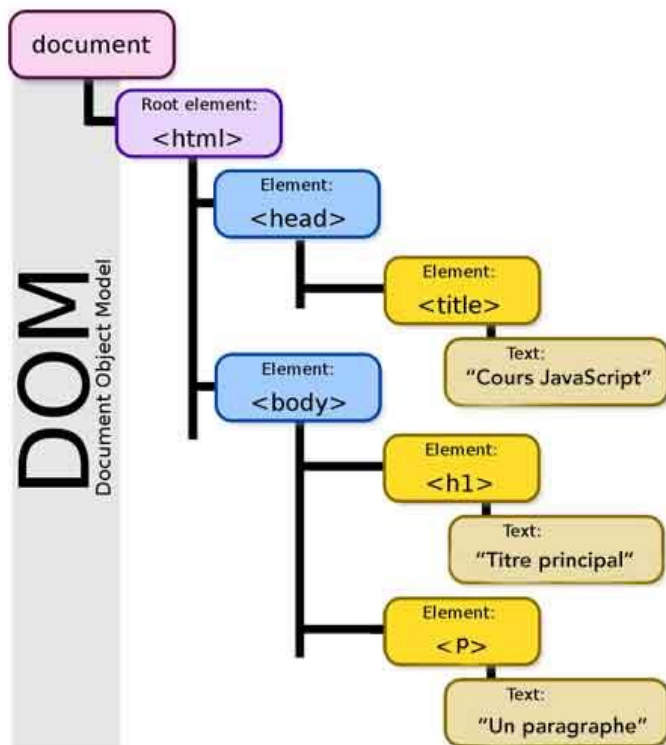 document
Root element:
<html>
Element:
<head>
Element:
<title>
Text:
“Cours JavaScript”
Element:
<body>
Element:
<h1>
Text:
“Titre principal”
Element:
<P>
Text:
“Un paragraphe”
DOM
Document Object Model